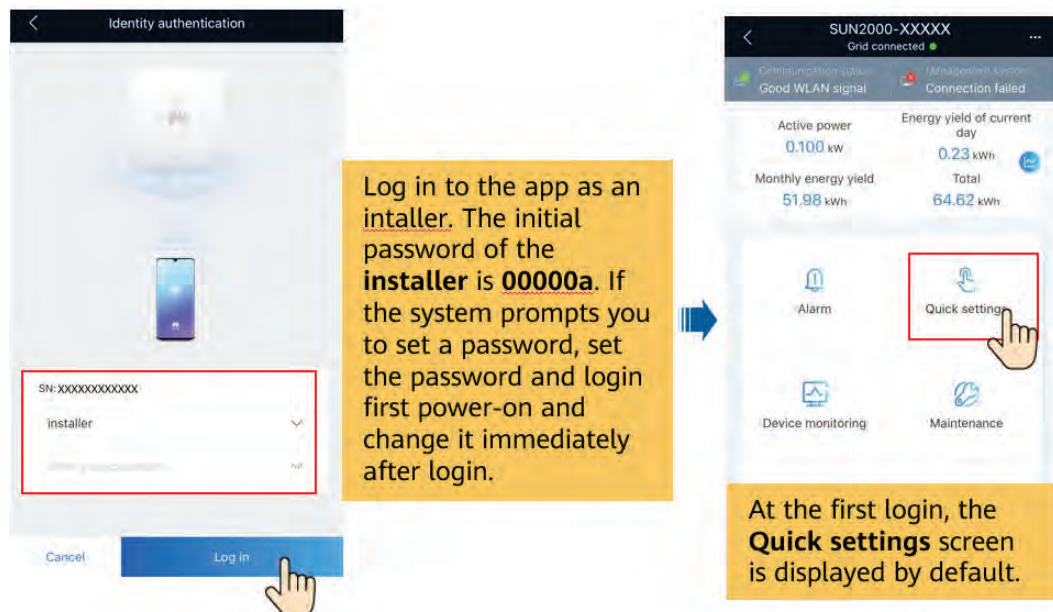 Identity authentication
SN:XXXXXXXXXXXX
installer
Cancel
Log in
Log in to the app as an
intaller. The initial
password of the
installer is 00000a. If
the system prompts you
to set a password, set
the password and login
first power-on and
change it immediately
after login.
SUN2000-XXXXX
Grid connected
...
Communication status
Good WLAN signal
Management system
Connection failed
Active power
0.100 kW
Energy yield of current
day
0.23 kWh
Monthly energy yield
51.98 kWh
Total
64.62 kWh
Alarm
Quick settings
Device monitoring
Maintenance
At the first login, the
Quick settings screen
is displayed by default.